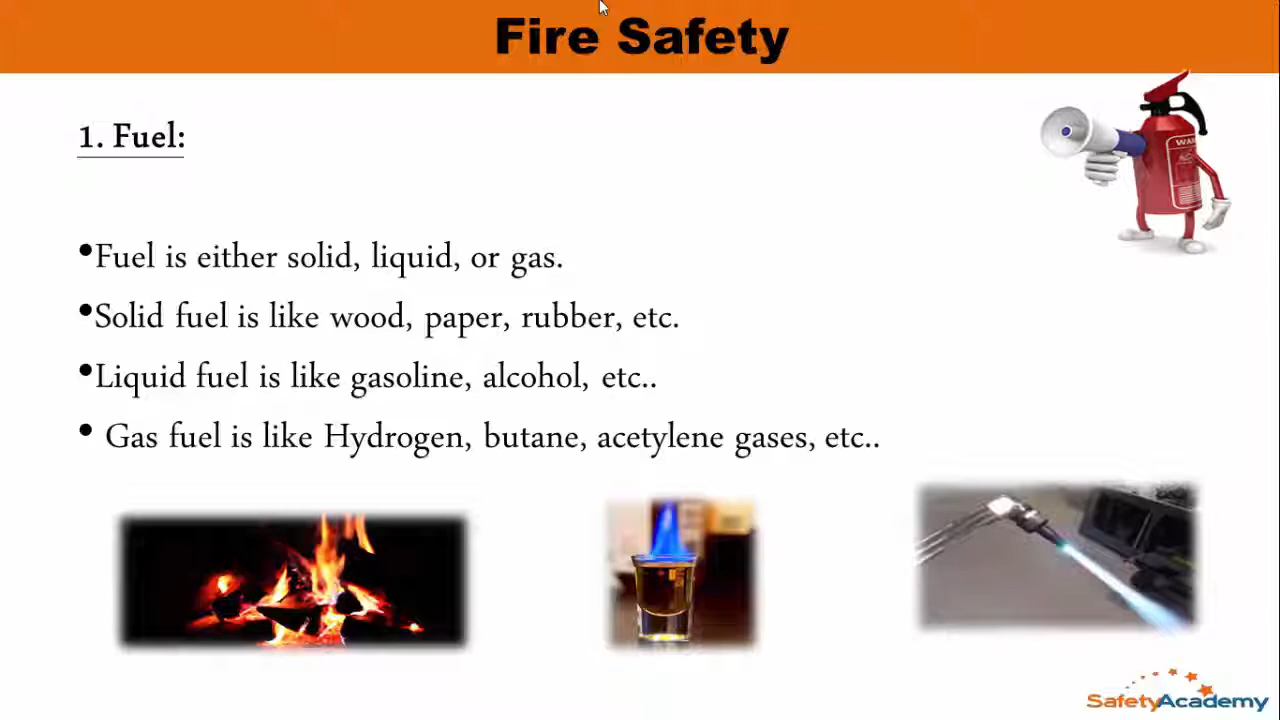 Fire Safety
1. Fuel:
•Fuel is either solid, liquid, or gas.
•Solid fuel is like wood, paper, rubber, etc.
•Liquid fuel is like gasoline, alcohol, etc..
• Gas fuel is like Hydrogen, butane, acetylene gases, etc..
SafetyAcademy